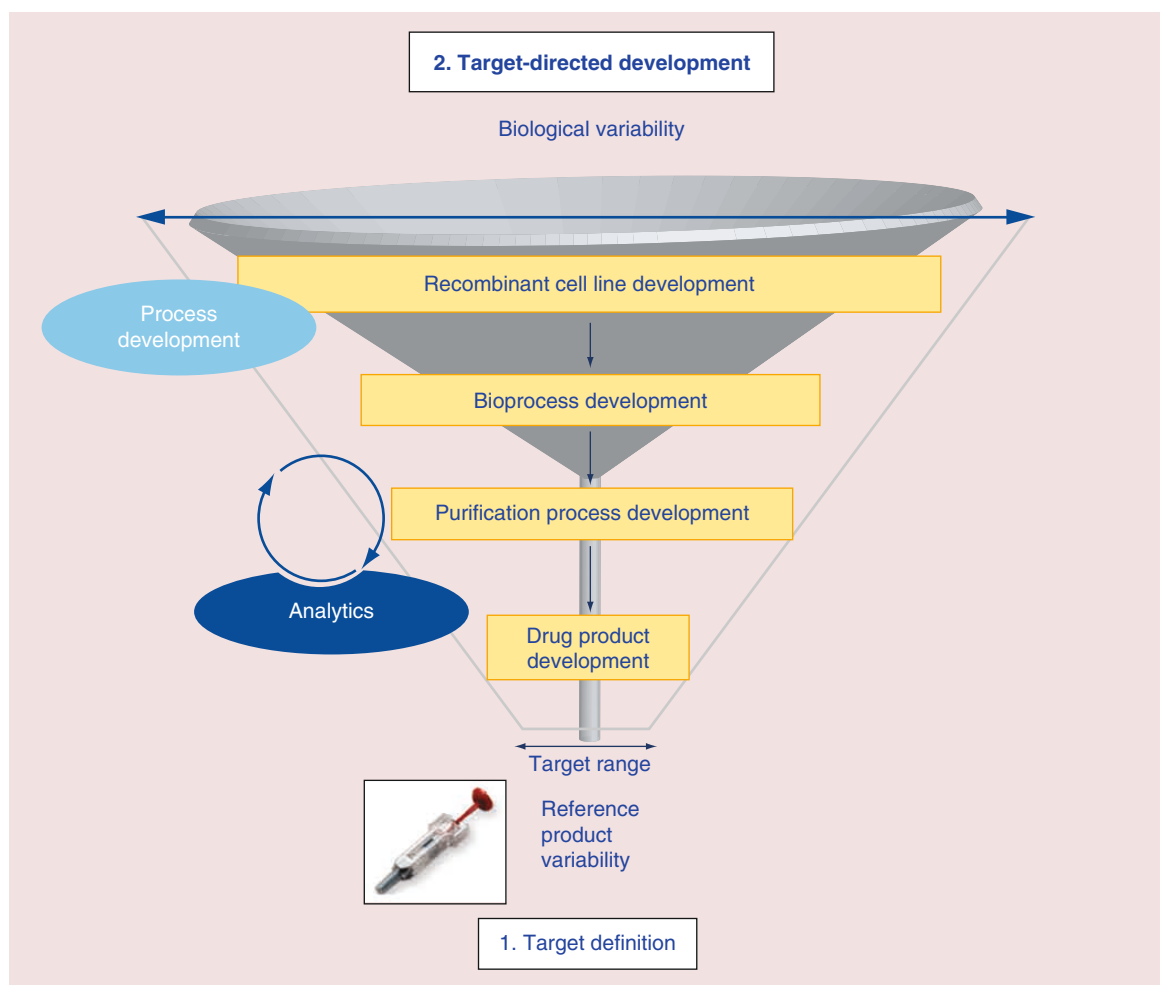 2. Target-directed development
Biological variability
Recombinant cell line development
Process
development
Bioprocess development
Purification process development
Analytics
Drug product
development
Target range
Reference
product
variability
1. Target definition